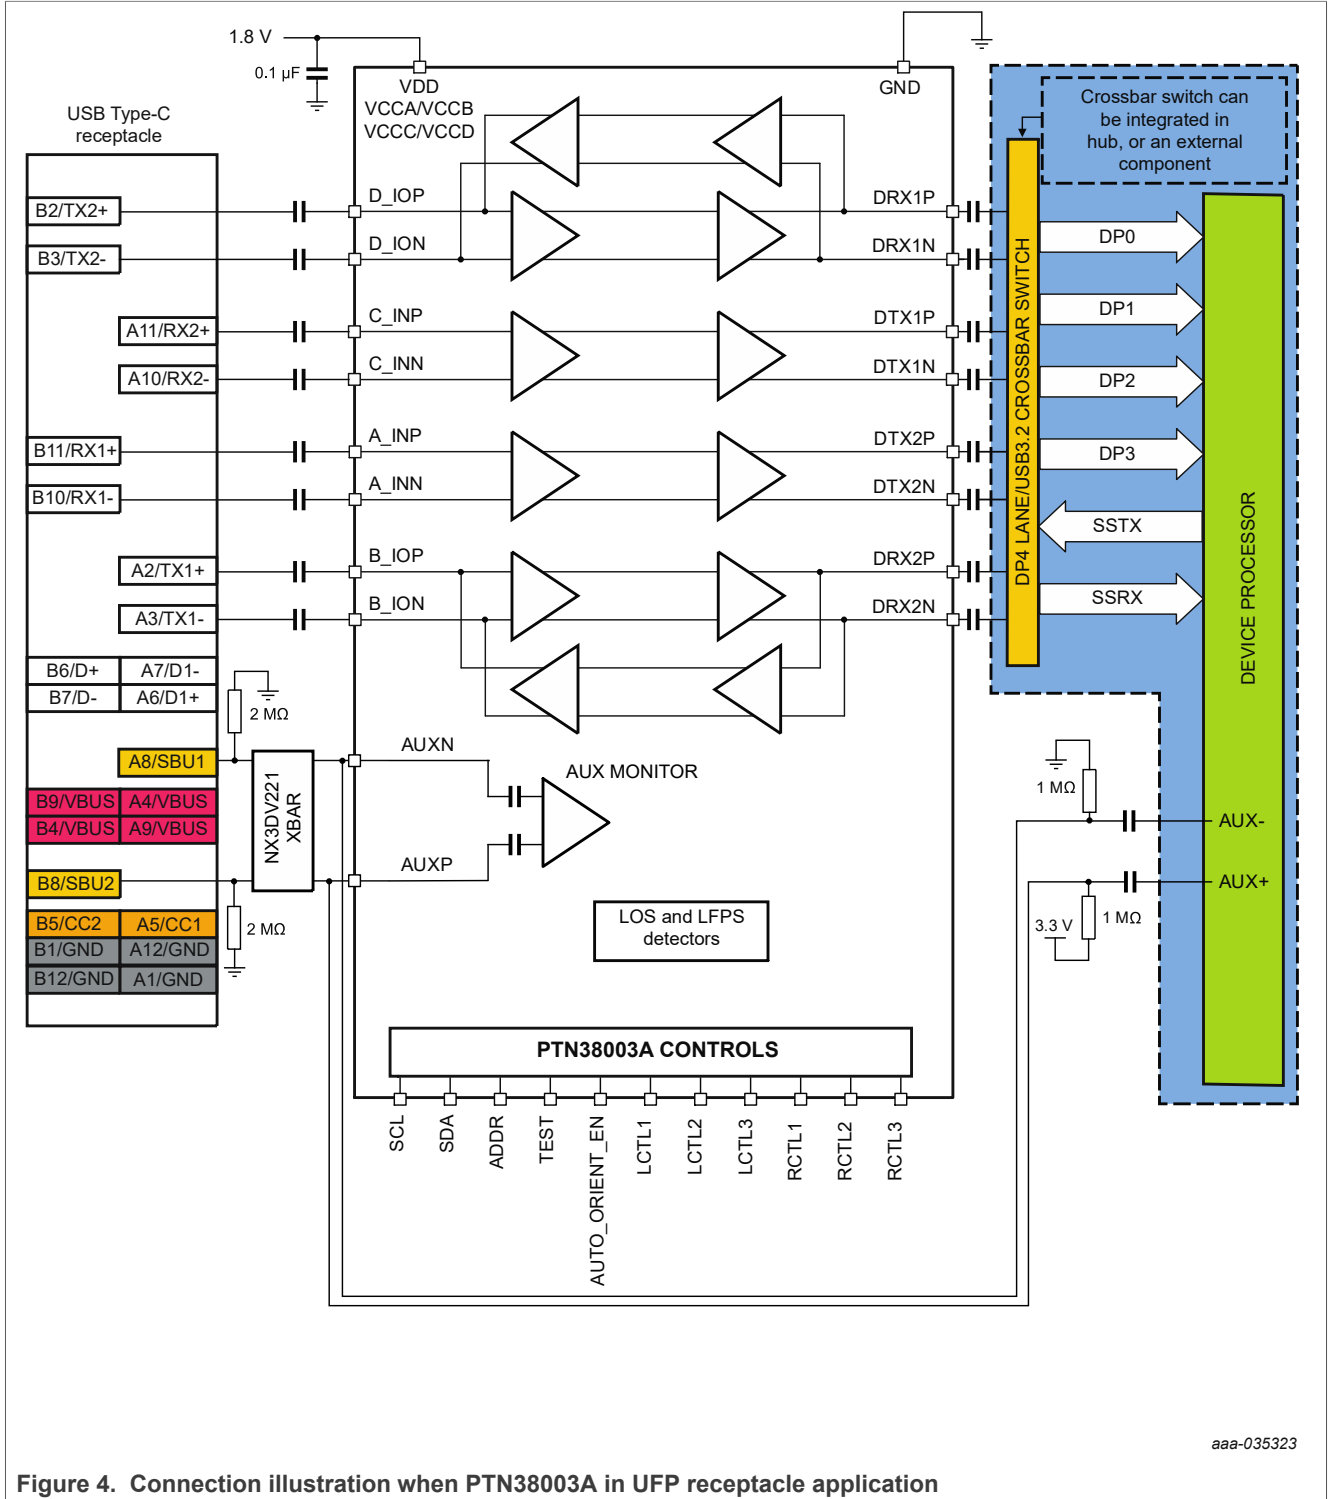 1.8 V
0.1 µF
VDD
VCCA/VCCB
VCCC/VCCD
GND
USB Type-C
receptacle
Crossbar switch can
be integrated in
hub, or an external
component
B2/TX2+
B3/TX2-
A11/RX2+
A10/RX2-
B11/RX1+
B10/RX1-
A2/TX1+
A3/TX1-
B6/D+ A7/D1-
B7/D- A6/D1+
A8/SBU1
B9/VBUS A4/VBUS
B4/VBUS A9/VBUS
B8/SBU2
B5/CC2 A5/CC1
B1/GND A12/GND
B12/GND A1/GND
2 MΩ
2 MΩ
NX3DV221
XBAR
D_IOP
D_ION
C_INP
C_INN
A_INP
A_INN
B_IOP
B_ION
AUXN
AUXP
AUX MONITOR
LOS and LFPS
detectors
DRX1P
DRX1N
DTX1P
DTX1N
DTX2P
DTX2N
DRX2P
DRX2N
DP4 LANE/USB3.2 CROSSBAR SWITCH
DP0
DP1
DP2
DP3
SSTX
SSRX
DEVICE PROCESSOR
1 MΩ
AUX-
AUX+
3.3 V
1 MΩ
PTN38003A CONTROLS
SCL
SDA
ADDR
TEST
AUTO_ORIENT_EN
LCTL1
LCTL2
LCTL3
RCTL1
RCTL2
RCTL3
aaa-035323
Figure 4. Connection illustration when PTN38003A in UFP receptacle application